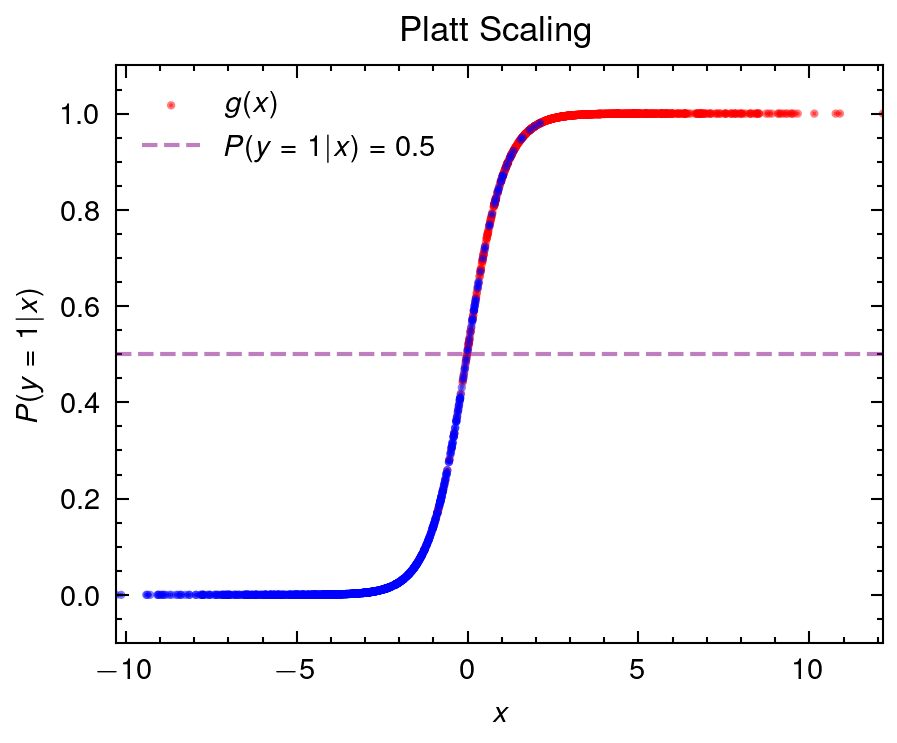 Platt Scaling
g(x)
P(y = 1|x) = 0.5
P(y = 1|x)
1.0
0.8
0.6
0.4
0.2
0.0
−10 −5 0 5 10
x